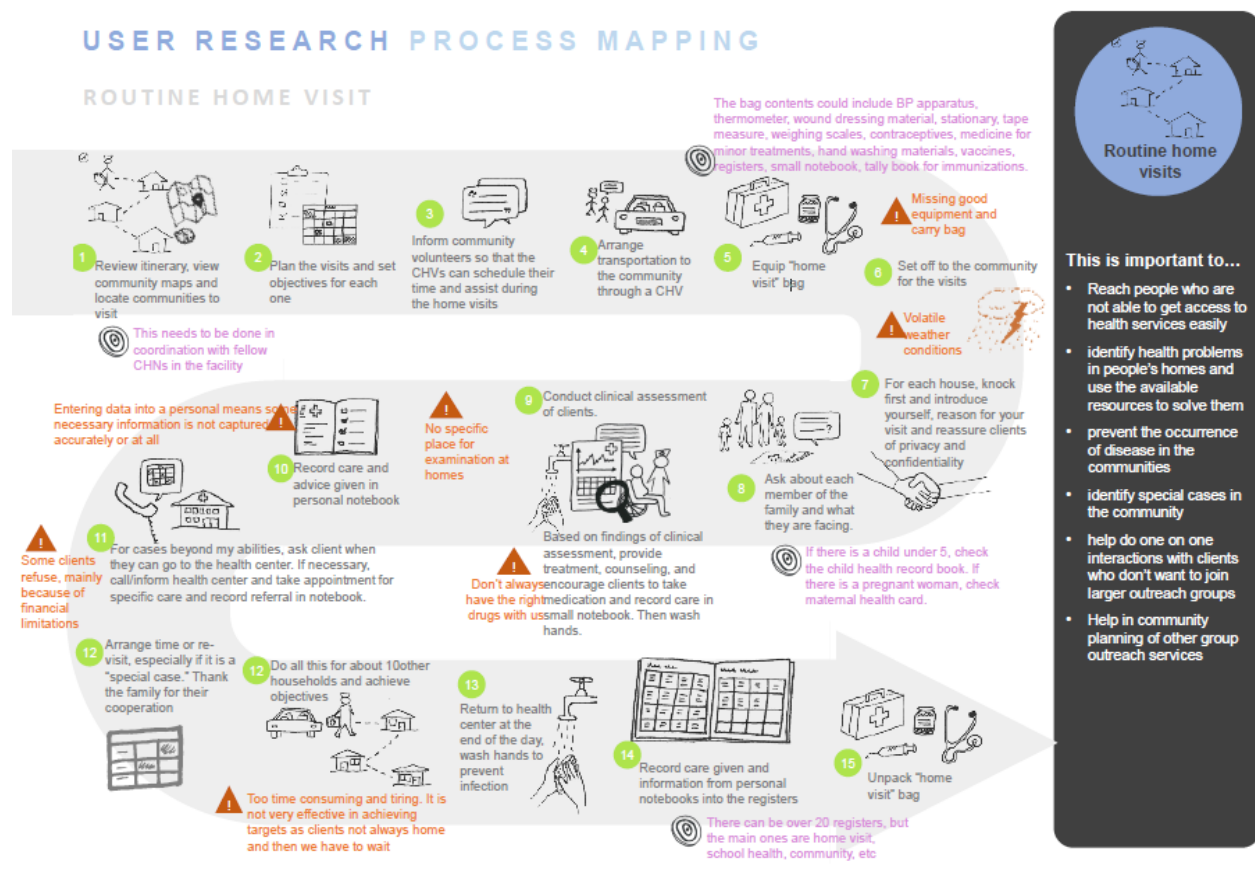 USER RESEARCH PROCESS MAPPING
ROUTINE HOME VISIT
The bag contents could include BP apparatus,
thermometer, wound dressing material, stationary, tape
measure, weighing scales, contraceptives, medicine for
minor treatments, hand washing materials, vaccines,
registers, small notebook, tally book for immunizations.
1
Review itinerary, view
community maps and
locate communities to
visit
This needs to be done in
coordination with fellow
CHNs in the facility
2
Plan the visits and set
objectives for each
one
3
Inform community
volunteers so that the
CHVs can schedule their
time and assist during
the home visits
4
Arrange
transportation to
the community
through a CHV
5
Equip "home
visit" bag
! Missing good
equipment and
carry bag
6
Set off to the community
for the visits
! Volatile
weather
conditions
7
For each house, knock
first and introduce
yourself, reason for your
visit and reassure clients
of privacy and
confidentiality
8
Ask about each
member of the
family and what
they are facing.
If there is a child under 5, check
the child health record book. If
there is a pregnant woman, check
maternal health card.
9
Conduct clinical assessment
of clients.
! No specific
place for
examination at
homes
Based on findings of clinical
assessment, provide
treatment, counseling, and
encourage clients to take
medication and record care in
small notebook. Then wash
hands.
! Don't always
have the right
drugs with us
10
Record care and
advice given in
personal notebook
Entering data into a personal means some
necessary information is not captured
accurately or at all
!
11
For cases beyond my abilities, ask client when
they can go to the health center. If necessary,
call/inform health center and take appointment for
specific care and record referral in notebook.
! Some clients
refuse, mainly
because of
financial
limitations
12
Arrange time or re-
visit, especially if it is a
"special case." Thank
the family for their
cooperation
12
Do all this for about 10other
households and achieve
objectives
! Too time consuming and tiring. It is
not very effective in achieving
targets as clients not always home
and then we have to wait
13
Return to health
center at the
end of the day,
wash hands to
prevent
infection
14
Record care given and
information from personal
notebooks into the registers
There can be over 20 registers, but
the main ones are home visit,
school health, community, etc
15
Unpack "home
visit" bag
Routine home
visits
This is important to…
• Reach people who are
not able to get access to
health services easily
• identify health problems
in people's homes and
use the available
resources to solve them
• prevent the occurrence
of disease in the
communities
• identify special cases in
the community
• help do one on one
interactions with clients
who don't want to join
larger outreach groups
• Help in community
planning of other group
outreach services